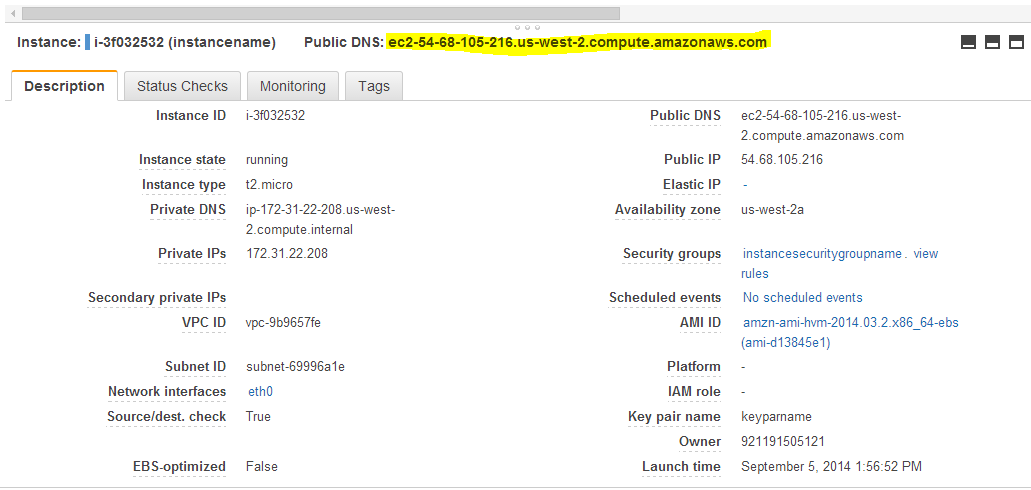 Instance: i-3f032532 (instancename) Public DNS: ec2-54-68-105-216.us-west-2.compute.amazonaws.com
Description Status Checks Monitoring Tags
Instance ID i-3f032532 Public DNS ec2-54-68-105-216.us-west-
2.compute.amazonaws.com
Instance state running Public IP 54.68.105.216
Instance type t2.micro Elastic IP -
Private DNS ip-172-31-22-208.us-west- Availability zone us-west-2a
2.compute.internal
Private IPs 172.31.22.208 Security groups instancesecuritygroupname . view
rules
Secondary private IPs Scheduled events No scheduled events
VPC ID vpc-9b9657fe AMI ID amzn-ami-hvm-2014.03.2.x86_64-ebs
(ami-d13845e1)
Subnet ID subnet-69996a1e Platform -
Network interfaces eth0 IAM role -
Source/dest. check True Key pair name keyparname
Owner 921191505121
EBS-optimized False Launch time September 5, 2014 1:56:52 PM